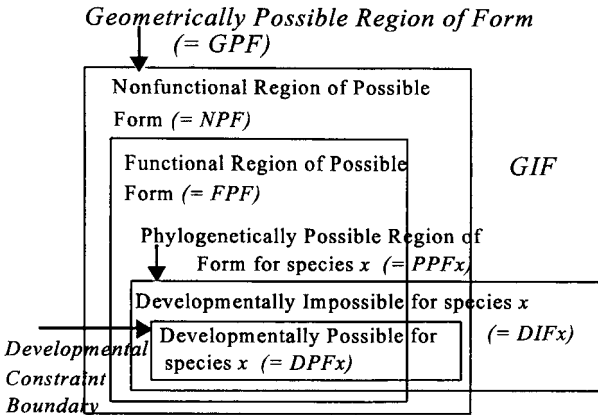 Geometrically Possible Region of Form
(= GPF)
Nonfunctional Region of Possible
Form (= NPF)
Functional Region of Possible
Form (= FPF)
GIF
Phylogenetically Possible Region of
Form for species x (= PPFx)
Developmentally Impossible for species x
(= DIFx)
Developmentally Possible for
species x (= DPFx)
Developmental
Constraint
Boundary